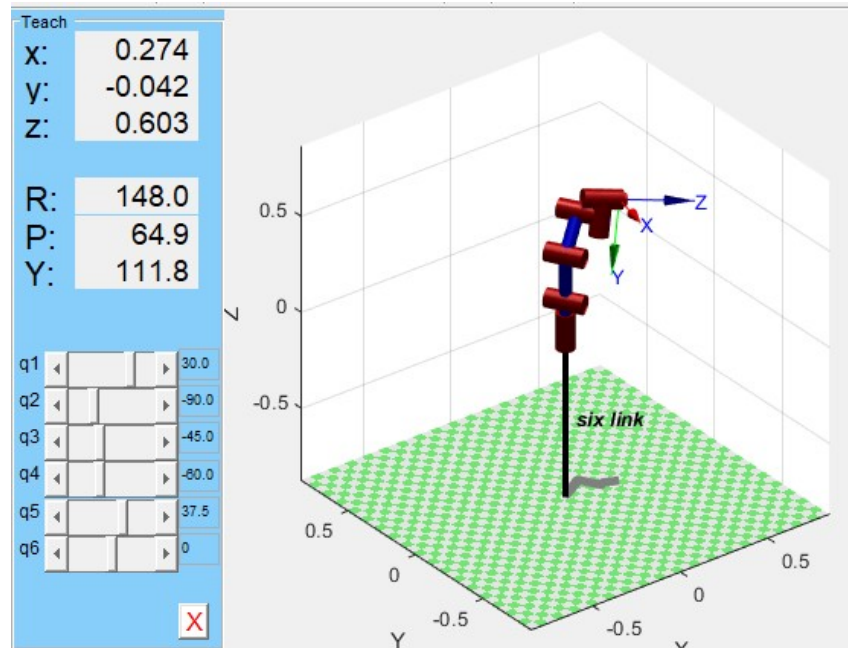 Teach
x: 0.274
y: -0.042
z: 0.603
R: 148.0
P: 64.9
Y: 111.8
q1 30.0
q2 -90.0
q3 -45.0
q4 -60.0
q5 37.5
q6 0
X
0.5
0
-0.5
Z
X
Y
six link
0.5
0
-0.5
Y
0.5
0
-0.5